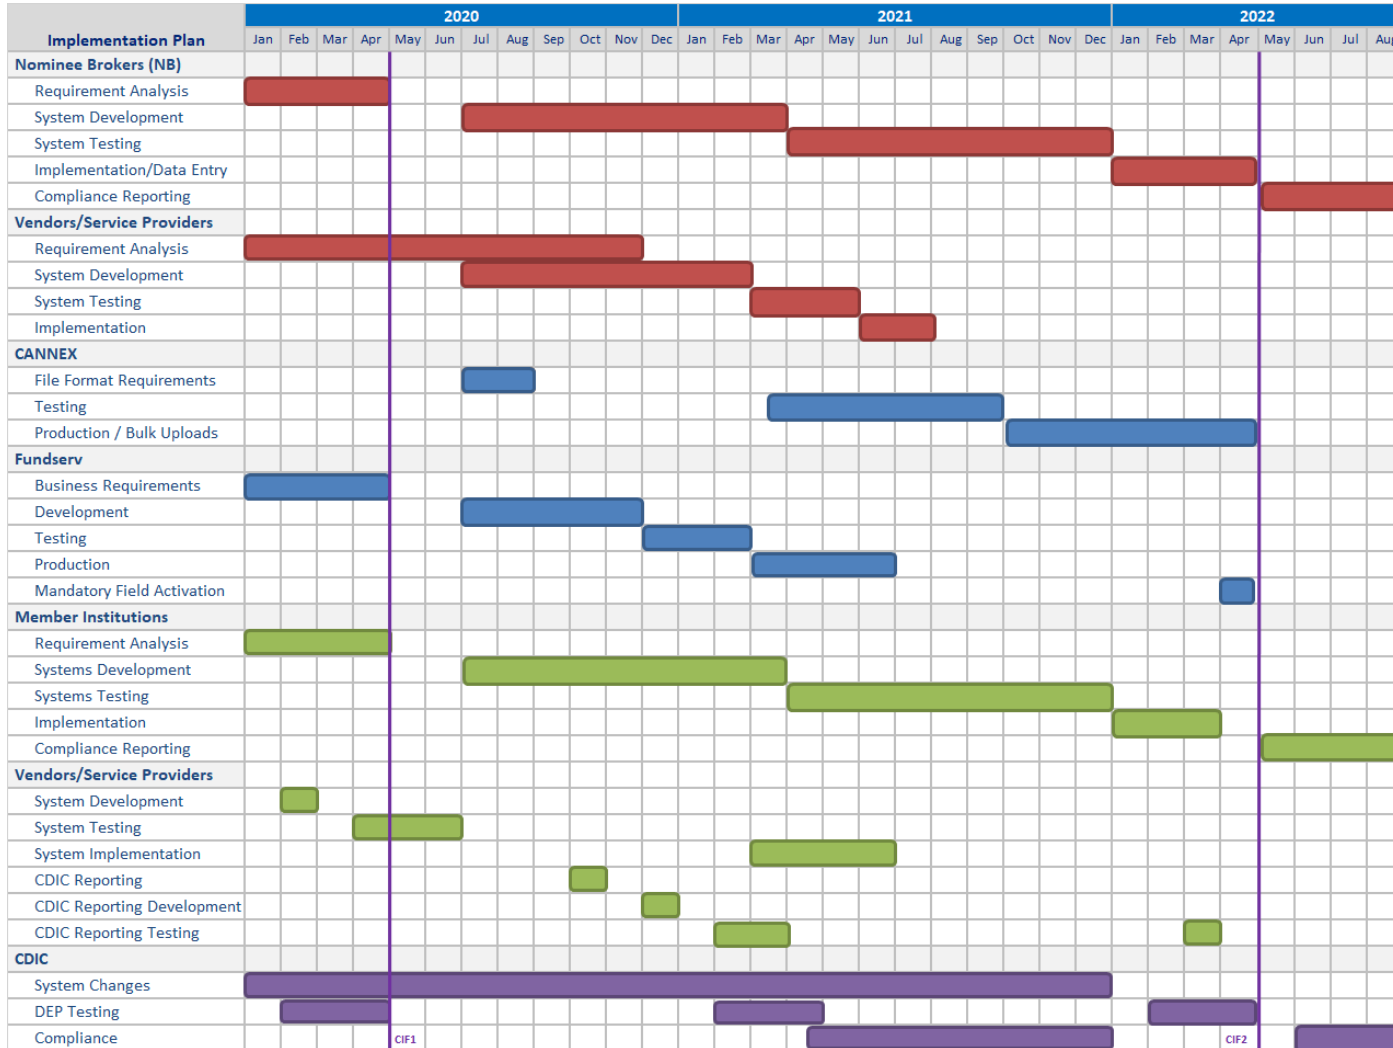 2020 2021 2022
Implementation Plan Jan Feb Mar Apr May Jun Jul Aug Sep Oct Nov Dec Jan Feb Mar Apr May Jun Jul Aug Sep Oct Nov Dec Jan Feb Mar Apr May Jun Jul Aug
Nominee Brokers (NB)
Requirement Analysis
System Development
System Testing
Implementation/Data Entry
Compliance Reporting
Vendors/Service Providers
Requirement Analysis
System Development
System Testing
Implementation
CANNEX
File Format Requirements
Testing
Production / Bulk Uploads
Fundserv
Business Requirements
Development
Testing
Production
Mandatory Field Activation
Member Institutions
Requirement Analysis
Systems Development
Systems Testing
Implementation
Compliance Reporting
Vendors/Service Providers
System Development
System Testing
System Implementation
CDIC Reporting
CDIC Reporting Development
CDIC Reporting Testing
CDIC
System Changes
DEP Testing
Compliance CIF1 CIF2